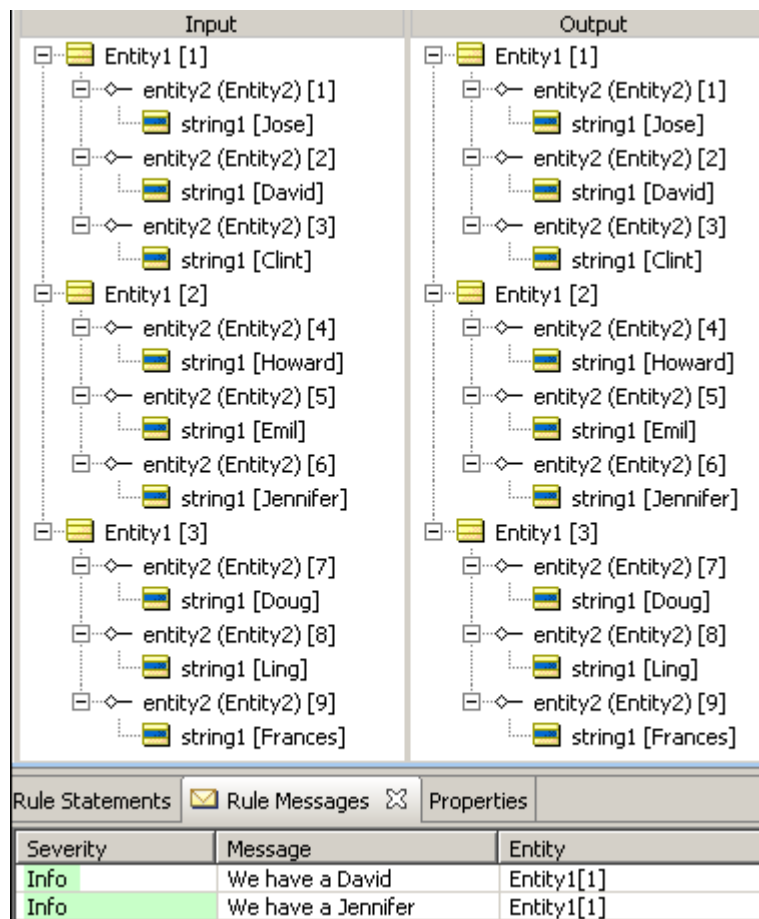 Input
Entity1 [1]
entity2 (Entity2) [1]
string1 [Jose]
entity2 (Entity2) [2]
string1 [David]
entity2 (Entity2) [3]
string1 [Clint]
Entity1 [2]
entity2 (Entity2) [4]
string1 [Howard]
entity2 (Entity2) [5]
string1 [Emil]
entity2 (Entity2) [6]
string1 [Jennifer]
Entity1 [3]
entity2 (Entity2) [7]
string1 [Doug]
entity2 (Entity2) [8]
string1 [Ling]
entity2 (Entity2) [9]
string1 [Frances]
Output
Entity1 [1]
entity2 (Entity2) [1]
string1 [Jose]
entity2 (Entity2) [2]
string1 [David]
entity2 (Entity2) [3]
string1 [Clint]
Entity1 [2]
entity2 (Entity2) [4]
string1 [Howard]
entity2 (Entity2) [5]
string1 [Emil]
entity2 (Entity2) [6]
string1 [Jennifer]
Entity1 [3]
entity2 (Entity2) [7]
string1 [Doug]
entity2 (Entity2) [8]
string1 [Ling]
entity2 (Entity2) [9]
string1 [Frances]
Rule Statements Rule Messages Properties
Severity Message Entity
Info We have a David Entity1[1]
Info We have a Jennifer Entity1[1]